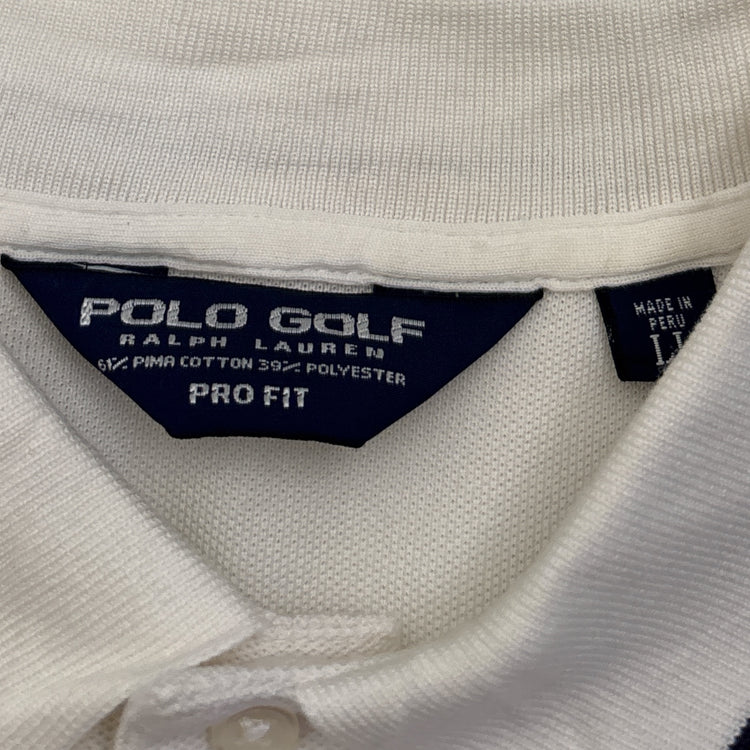 POLO GOLF
RALPH LAUREN
61% PIMA COTTON 39% POLYESTER
PRO FIT
MADE IN
PERU